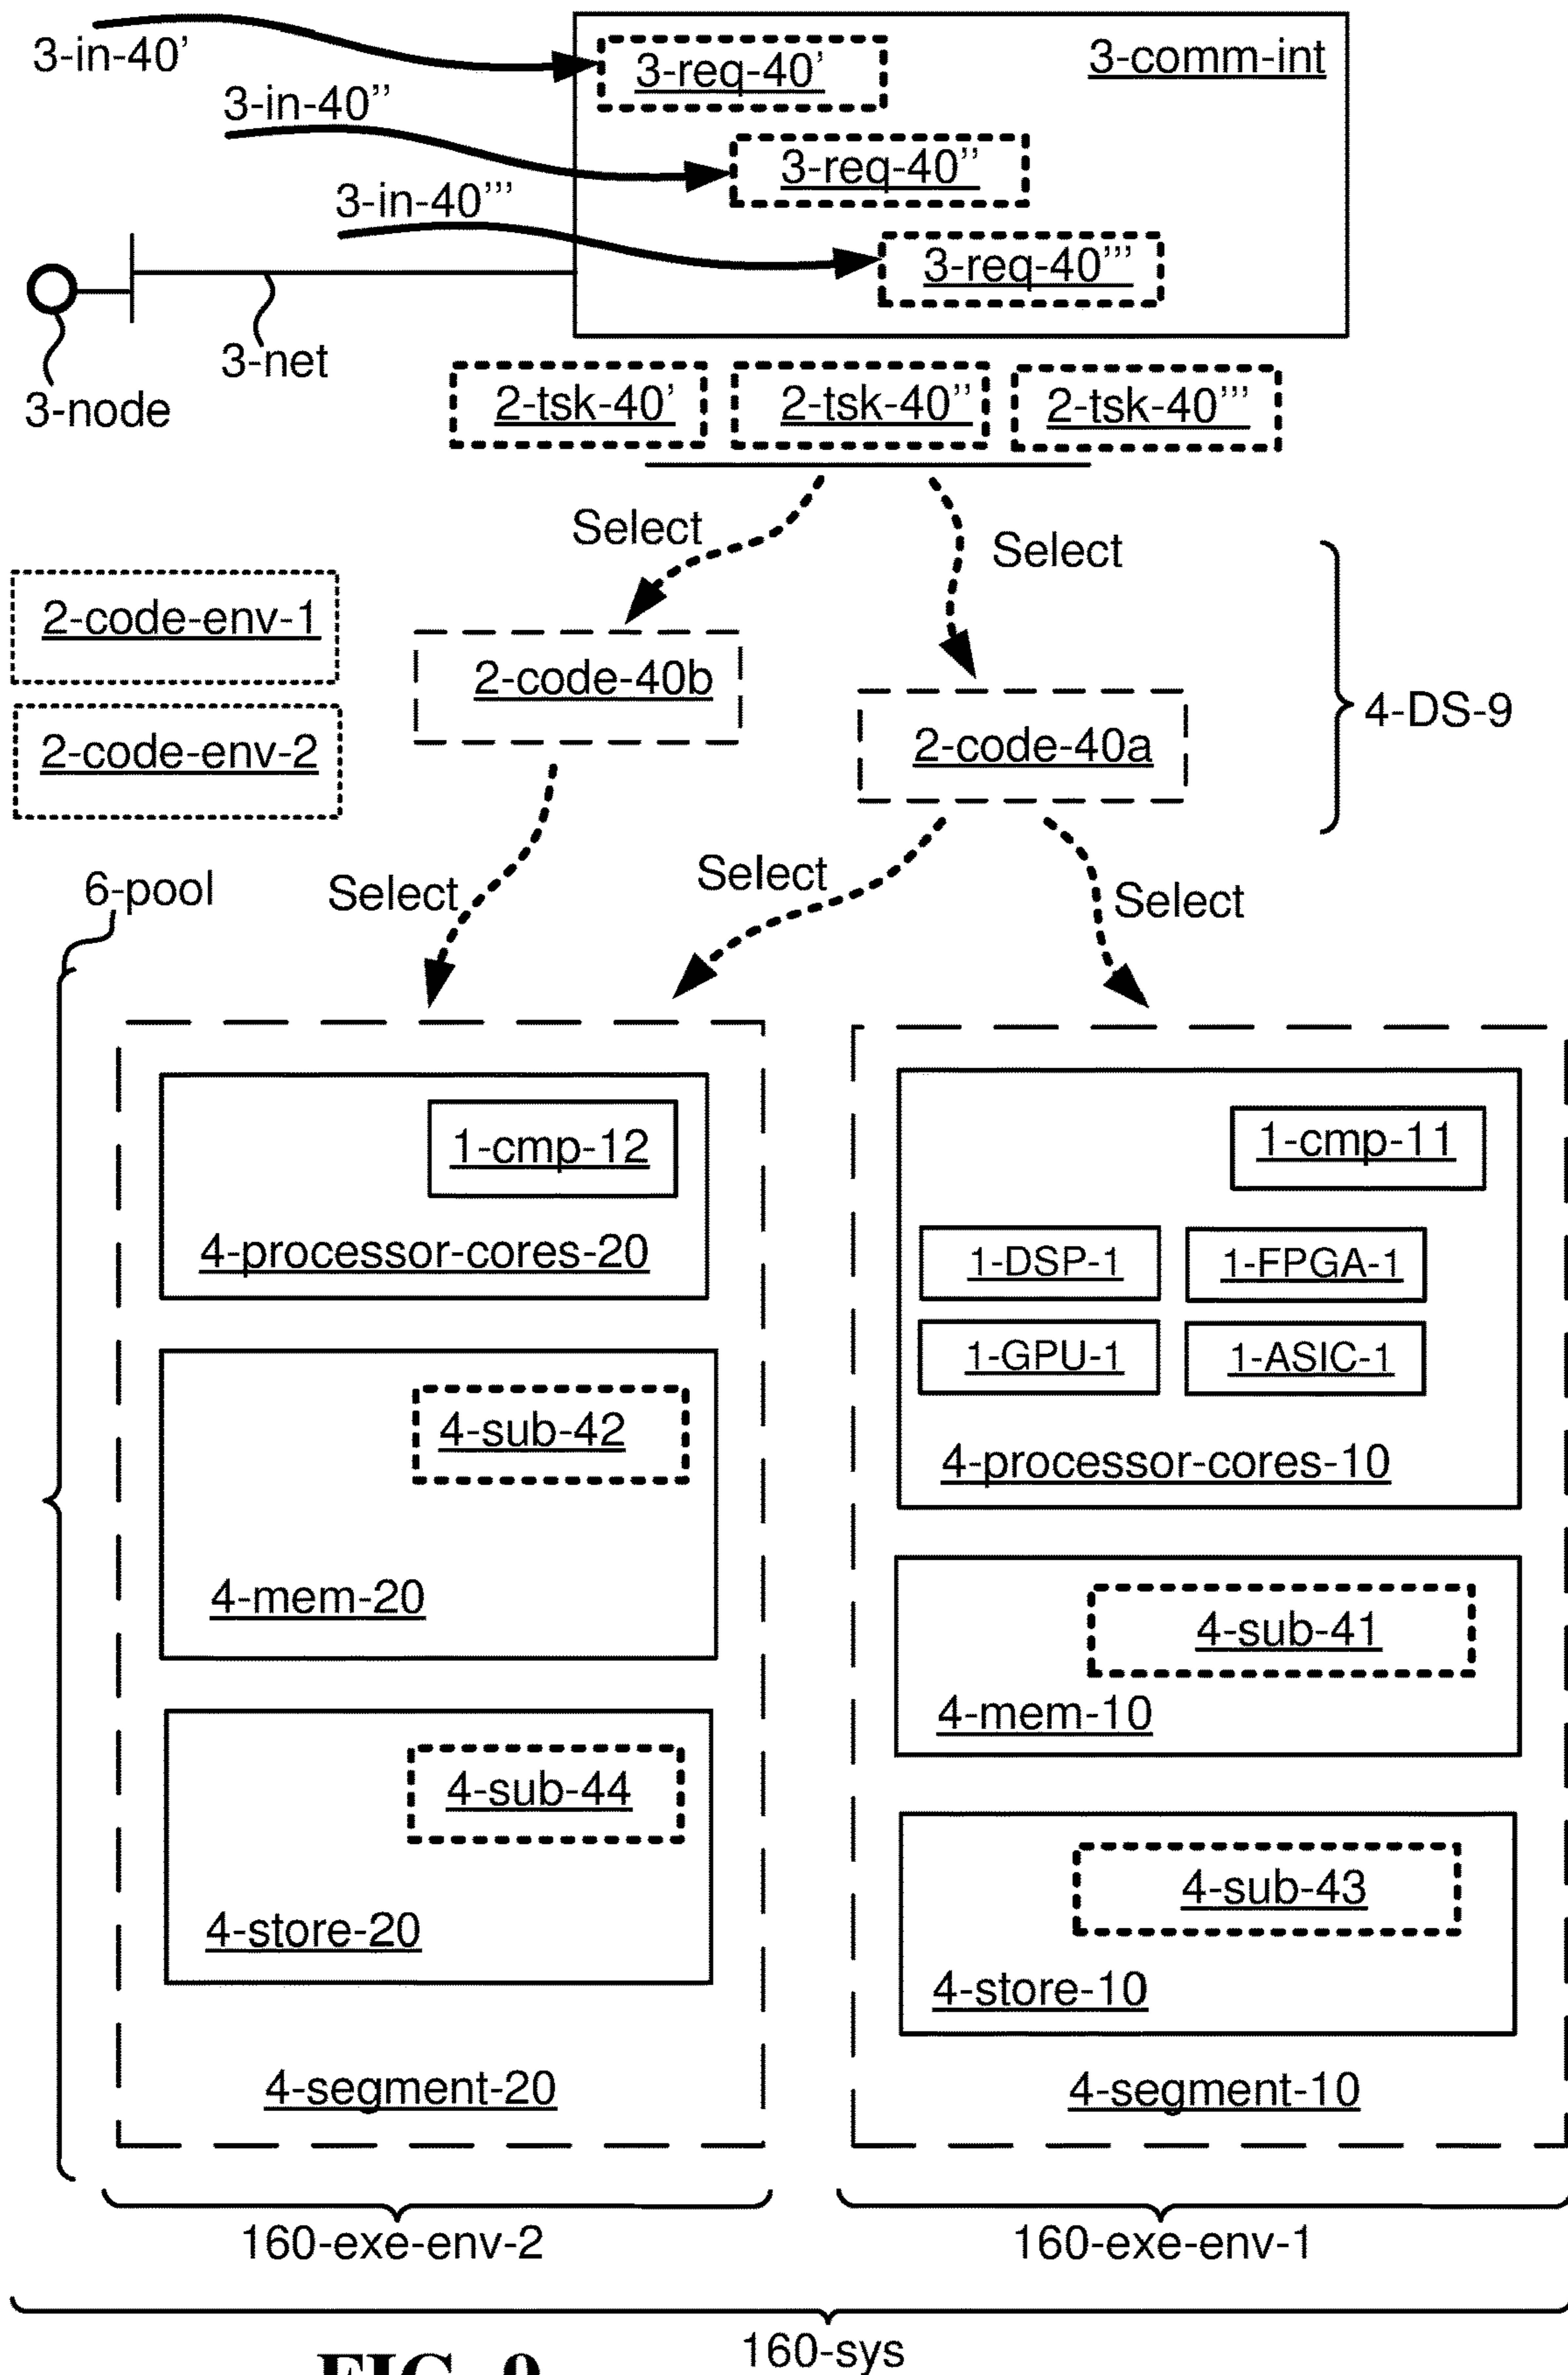 3-in-40'
3-req-40'
3-comm-int
3-in-40''
3-req-40''
3-in-40'''
3-req-40'''
3-net
3-node
2-tsk-40'
2-tsk-40''
2-tsk-40'''
Select
Select
2-code-env-1
2-code-40b
2-code-env-2
2-code-40a
4-DS-9
6-pool
Select
Select
Select
1-cmp-12
4-processor-cores-20
4-sub-42
4-mem-20
4-sub-44
4-store-20
4-segment-20
1-cmp-11
1-DSP-1
1-FPGA-1
1-GPU-1
1-ASIC-1
4-processor-cores-10
4-sub-41
4-mem-10
4-sub-43
4-store-10
4-segment-10
160-exe-env-2
160-exe-env-1
160-sys